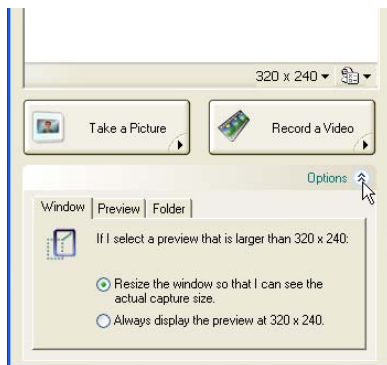 320 x 240
Take a Picture
Record a Video
Options
Window Preview Folder
If I select a preview that is larger than 320 x 240:
Resize the window so that I can see the
actual capture size.
Always display the preview at 320 x 240.